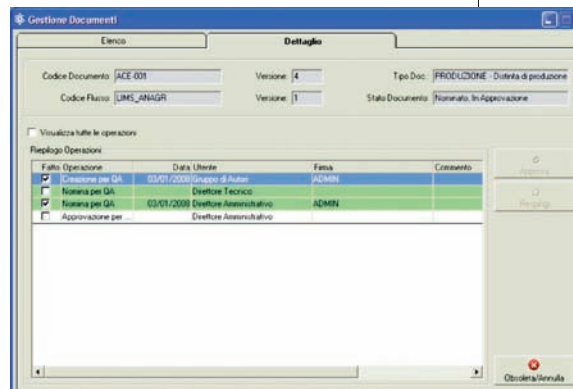 Gestione Documenti
Elenco Dettaglio
Codice Documento: ACE-001 Versione: 4 Tipo Doc.: PRODUZIONE - Distinta di produzione
Codice Flusso: LIMS_ANAGR Versione: 1 Stato Documento: Nominato, In Approvazione
Visualizza tutte le operazioni
Riepilogo Operazioni
Fatto Operazione Data Utente Firma Commento
Creazione per QA 03/01/2008 Gruppo di Autori ADMIN
Nomina per QA Direttore Tecnico
Nomina per QA 03/01/2008 Direttore Amministrativo ADMIN
Approvazione per ... Direttore Amministrativo
Approva
Respingi
Obsoleta/Annulla